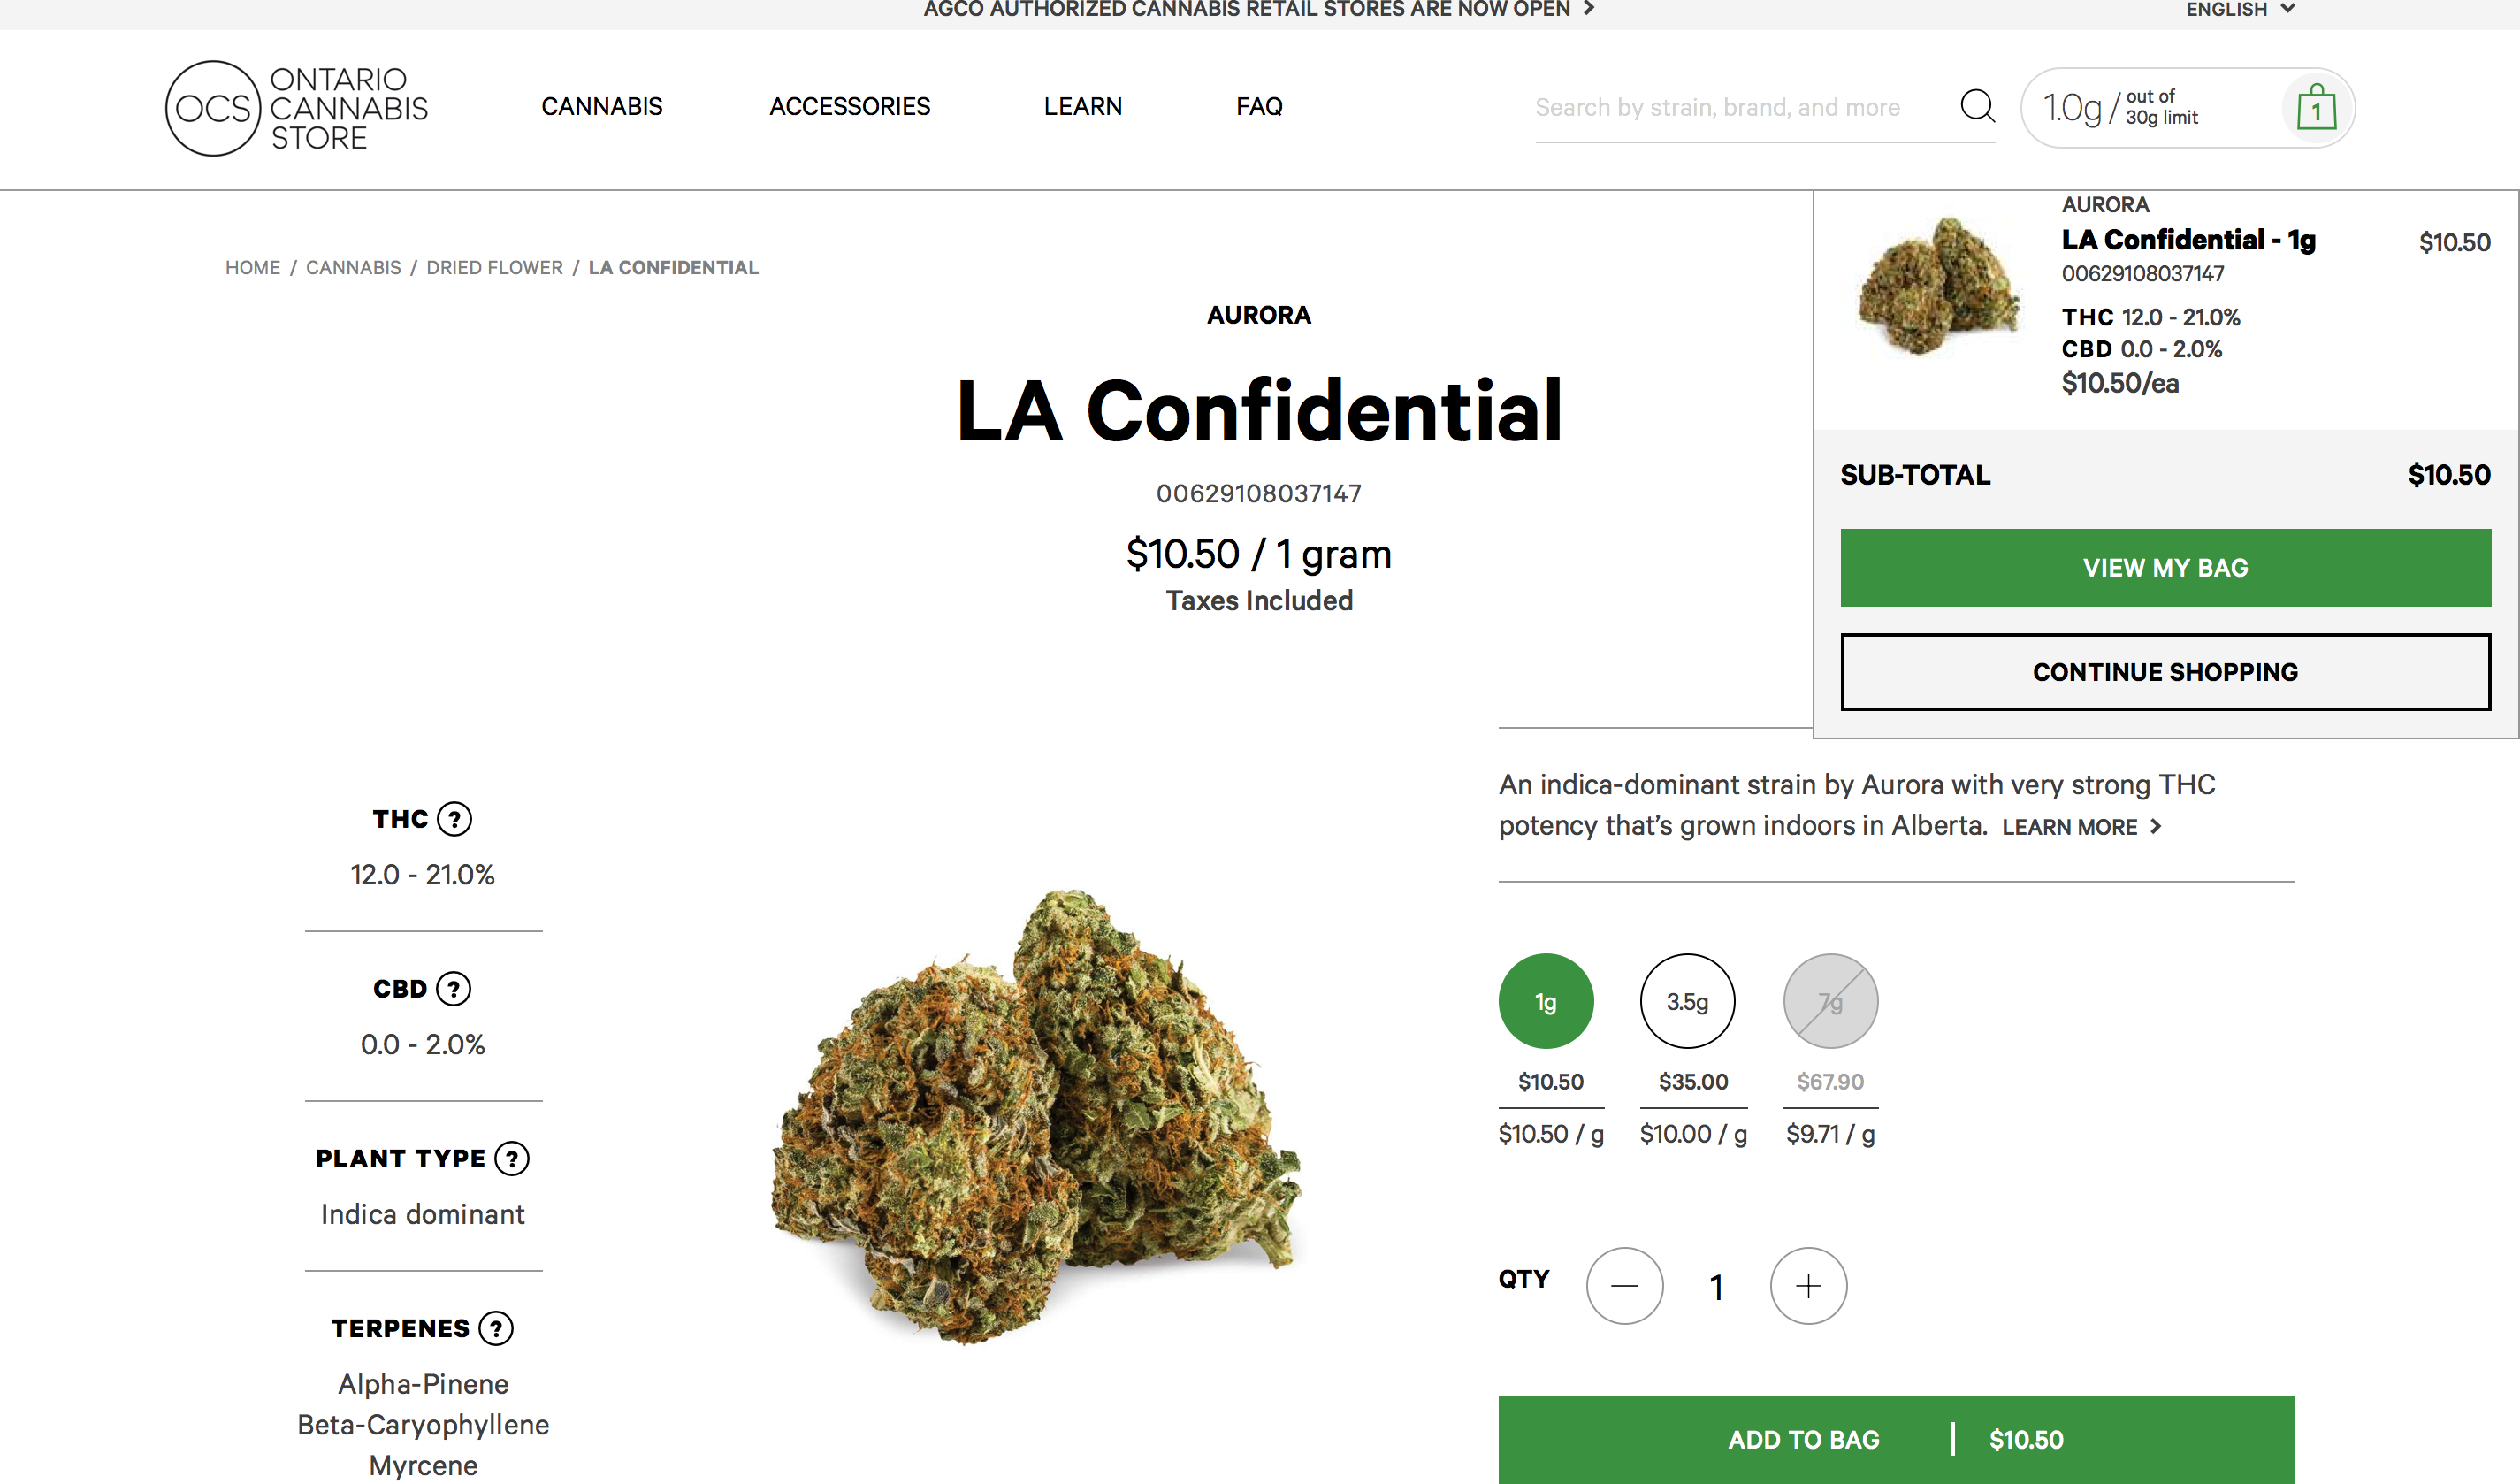 AGCO AUTHORIZED CANNABIS RETAIL STORES ARE NOW OPEN
ENGLISH
OCS
ONTARIO
CANNABIS
STORE
CANNABIS
ACCESSORIES
LEARN
FAQ
Search by strain, brand, and more
1.0g / out of
30g limit
1
HOME / CANNABIS / DRIED FLOWER / LA CONFIDENTIAL
AURORA
LA Confidential - 1g
$10.50
00629108037147
THC 12.0 - 21.0%
CBD 0.0 - 2.0%
$10.50/ea
SUB-TOTAL
$10.50
VIEW MY BAG
CONTINUE SHOPPING
AURORA
LA Confidential
00629108037147
$10.50 / 1 gram
Taxes Included
THC ?
12.0 - 21.0%
CBD ?
0.0 - 2.0%
PLANT TYPE ?
Indica dominant
TERPENES ?
Alpha-Pinene
Beta-Caryophyllene
Myrcene
An indica-dominant strain by Aurora with very strong THC
potency that's grown indoors in Alberta. LEARN MORE
1g
3.5g
7g
$10.50
$35.00
$67.90
$10.50 / g
$10.00 / g
$9.71 / g
QTY
1
ADD TO BAG | $10.50